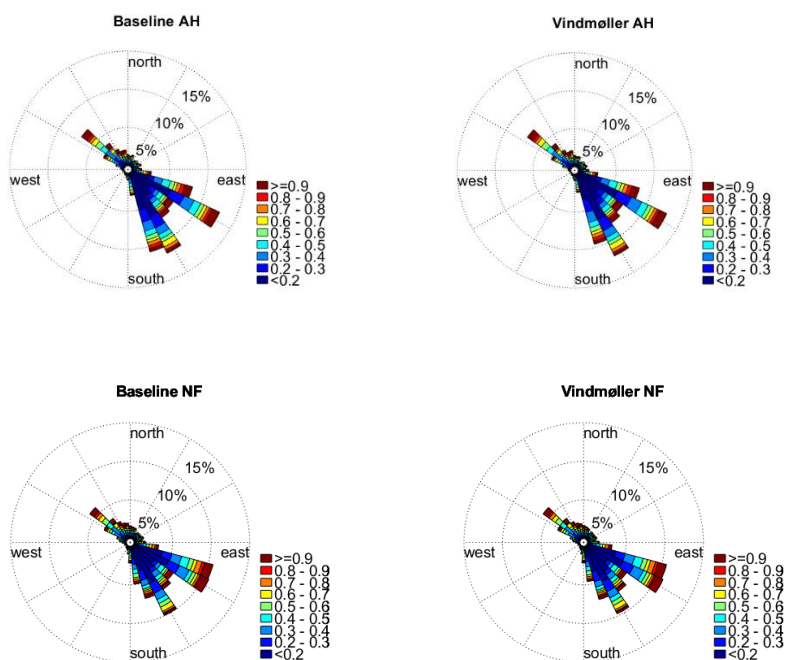 Baseline AH
north
15%
10%
5%
west
east
south
>=0.9
0.8 - 0.9
0.7 - 0.8
0.6 - 0.7
0.5 - 0.6
0.4 - 0.5
0.3 - 0.4
0.2 - 0.3
<0.2
Vindmøller AH
north
15%
10%
5%
west
east
south
>=0.9
0.8 - 0.9
0.7 - 0.8
0.6 - 0.7
0.5 - 0.6
0.4 - 0.5
0.3 - 0.4
0.2 - 0.3
<0.2
Baseline NF
north
15%
10%
5%
west
east
south
>=0.9
0.8 - 0.9
0.7 - 0.8
0.6 - 0.7
0.5 - 0.6
0.4 - 0.5
0.3 - 0.4
0.2 - 0.3
<0.2
Vindmøller NF
north
15%
10%
5%
west
east
south
>=0.9
0.8 - 0.9
0.7 - 0.8
0.6 - 0.7
0.5 - 0.6
0.4 - 0.5
0.3 - 0.4
0.2 - 0.3
<0.2